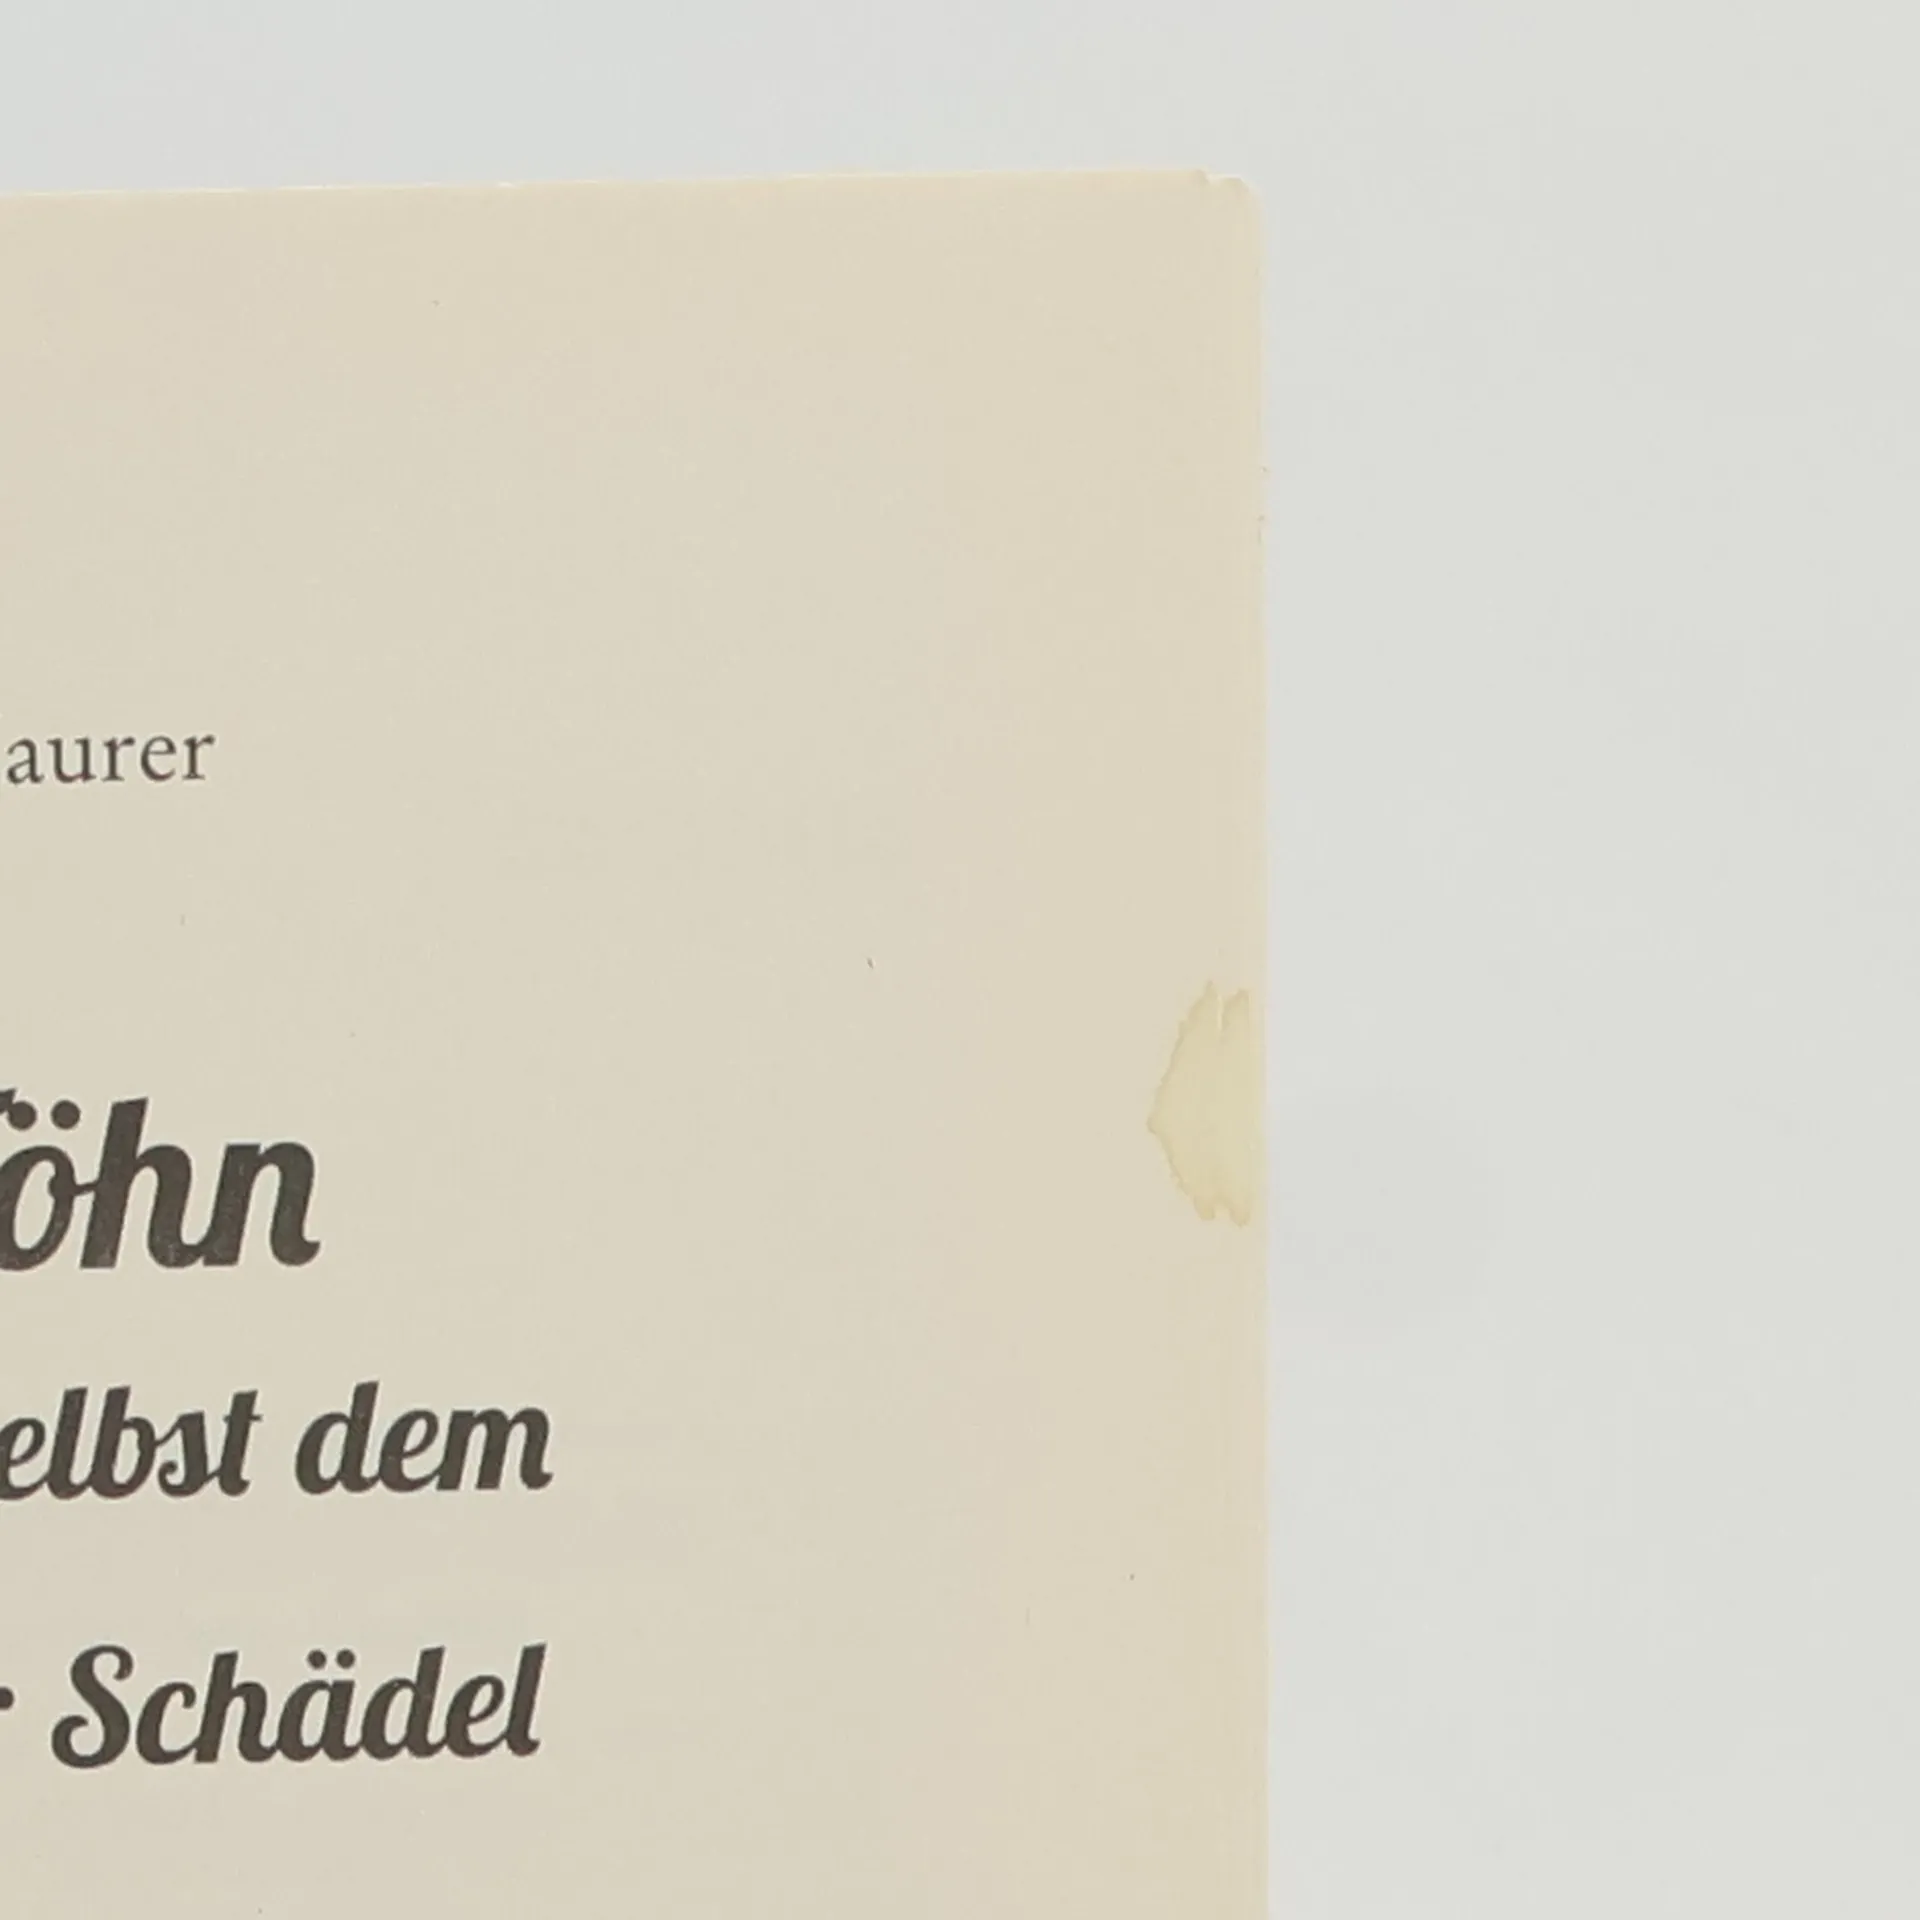 aurer
öhn
elbst dem
r Schädel